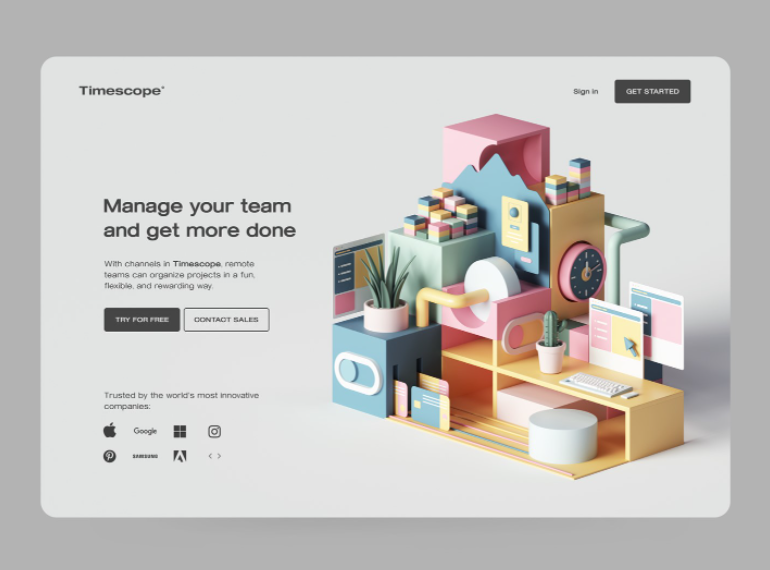 Timescope®
Sign in
GET STARTED
Manage your team
and get more done
With channels in Timescope, remote
teams can organize projects in a fun,
flexible, and rewarding way.
TRY FOR FREE
CONTACT SALES
Trusted by the world's most innovative
companies:
Google
SAMSUNG